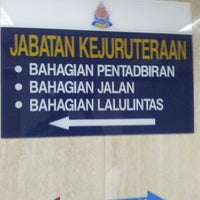 JABATAN KEJURUTERAAN
• BAHAGIAN PENTADBIRAN
• BAHAGIAN JALAN
• BAHAGIAN LALULINTAS